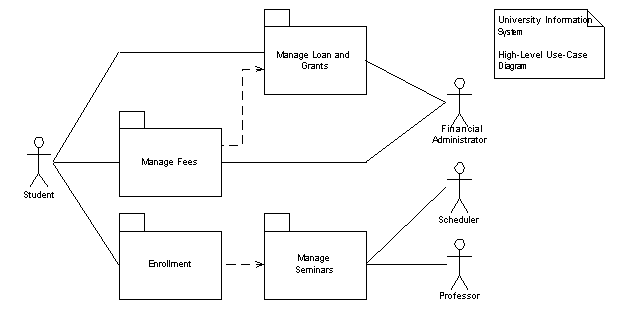 University Information
System
High-Level Use-Case
Diagram
Manage Loan and
Grants
Financial
Administrator
Manage Fees
Student
Scheduler
Enrollment
Manage
Seminars
Professor